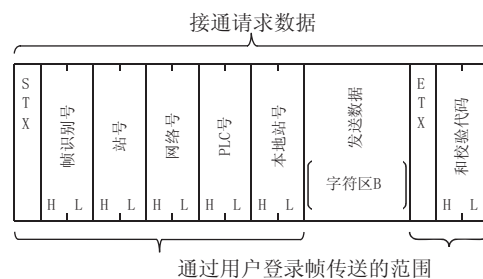 接通请求数据
STX
帧识别号
H L
站号
H L
网络号
H L
PLC号
H L
本地站号
H L
发送数据
字符区B
ETX
和校验代码
H L
通过用户登录帧传送的范围